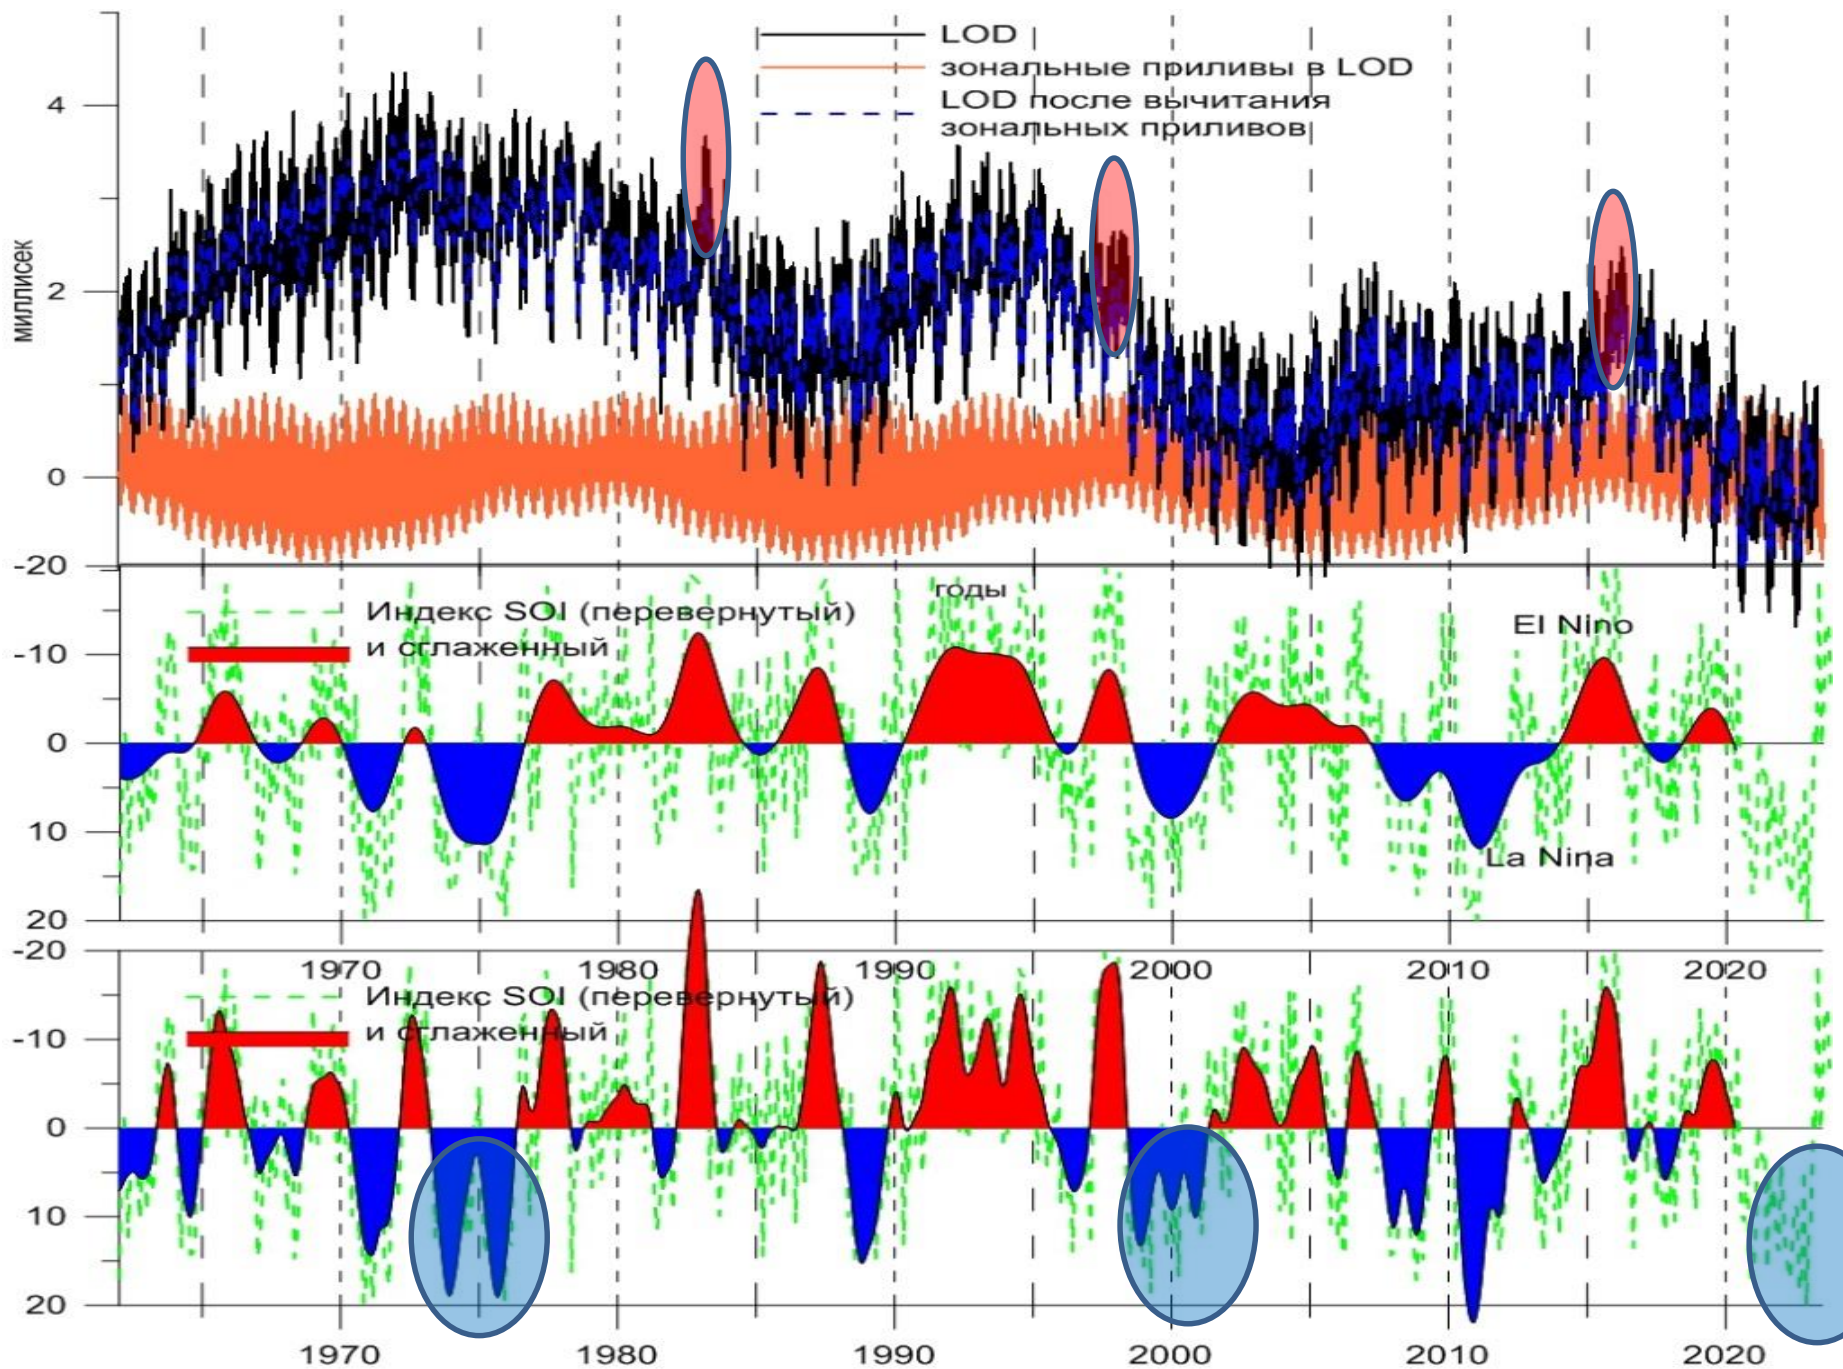 LOD
зональные приливы в LOD
LOD после вычитания
зональных приливов
миллисек
4
2
0
-20
годы
Индекс SOI (перевернутый)
и сглаженный
El Nino
-10
0
10
La Nina
20
-20
1970 1980 1990 2000 2010 2020
Индекс SOI (перевернутый)
и сглаженный
-10
0
10
20
1970 1980 1990 2000 2010 2020